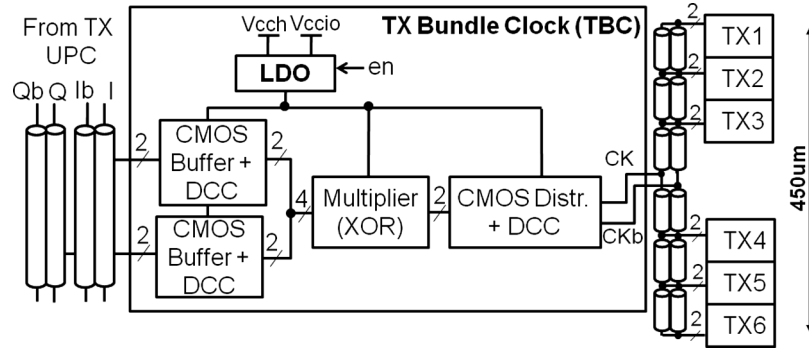 From TX
UPC
Qb Q Ib I
TX Bundle Clock (TBC)
Vcch Vccio
LDO
en
CMOS
Buffer +
DCC
CMOS
Buffer +
DCC
2
2
2
2
4
Multiplier
(XOR)
2
CMOS Distr.
+ DCC
CK
CKb
2
TX1
2
TX2
2
TX3
2
TX4
2
TX5
2
TX6
450um